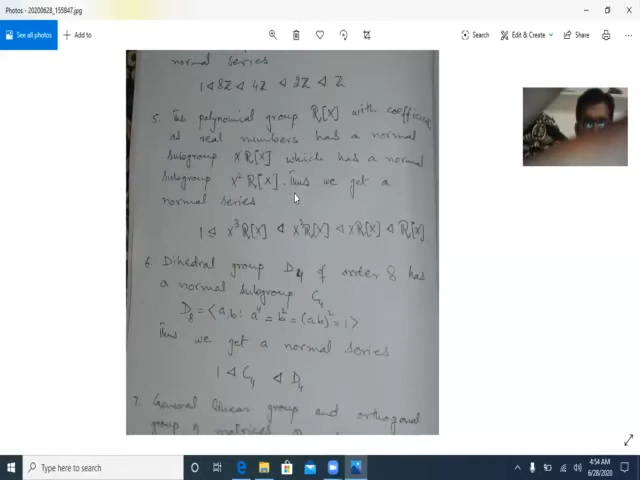 Photos - 20200628_155847.jpg
See all photos
Add to
Search
Edit & Create
Share
normal series
1 ⊲ 8ℤ ⊲ 4ℤ ⊲ 2ℤ ⊲ ℤ
5. The polynomial group ℝ[X] with coefficients
as real numbers has a normal
subgroup xℝ[X] which has a normal
subgroup x² ℝ[X]. Thus we get a
normal series
1 ⊴ x³ℝ[X] ⊲ x²ℝ[X] ⊲ xℝ[X] ⊲ ℝ[X]
6. Dihedral group D₄ of order 8 has
a normal subgroup C₄
D₈ = <a,b: a⁴ = b² = (ab)² = 1>
Thus we get a normal series
1 ⊲ C₄ ⊲ D₄
7. General linear group and orthogonal
group of matrices
Type here to search
4:54 AM
6/28/2020